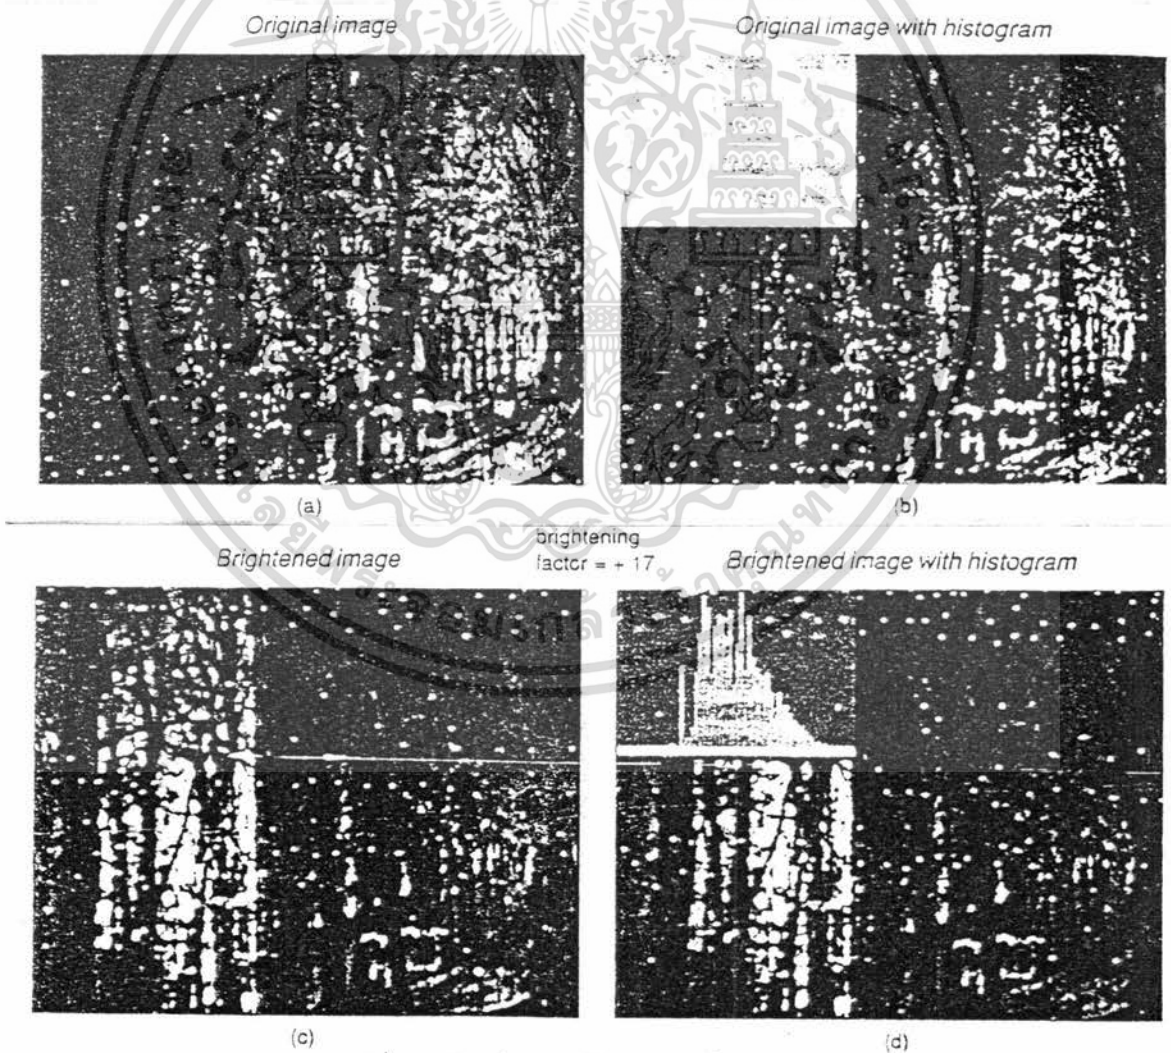 Original image
Original image with histogram
(a)
(b)
Brightened image
brightening
factor = + 17
Brightened image with histogram
(c)
(d)